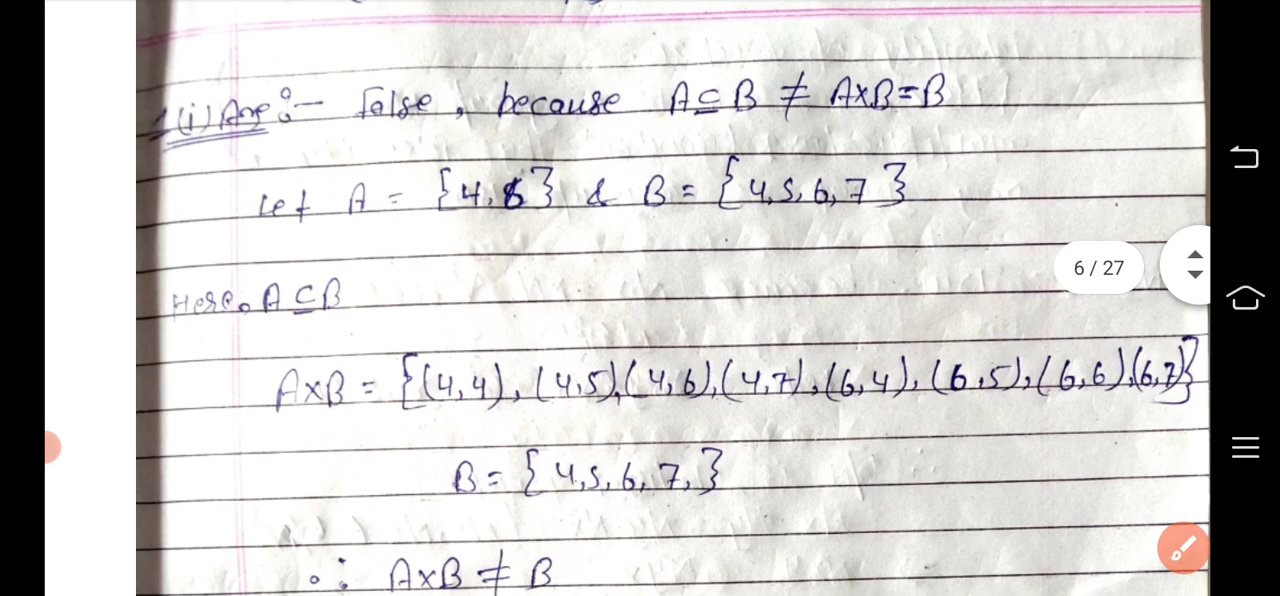 1(i) Ans:- False, because A⊆B ≠ A×B=B
Let A = {4,6} & B = {4,5,6,7}
6 / 27
Here, A⊆B
A×B = {(4,4), (4,5),(4,6),(4,7),(6,4),(6,5),(6,6),(6,7)}
B = {4,5,6,7,}
∴ A×B ≠ B